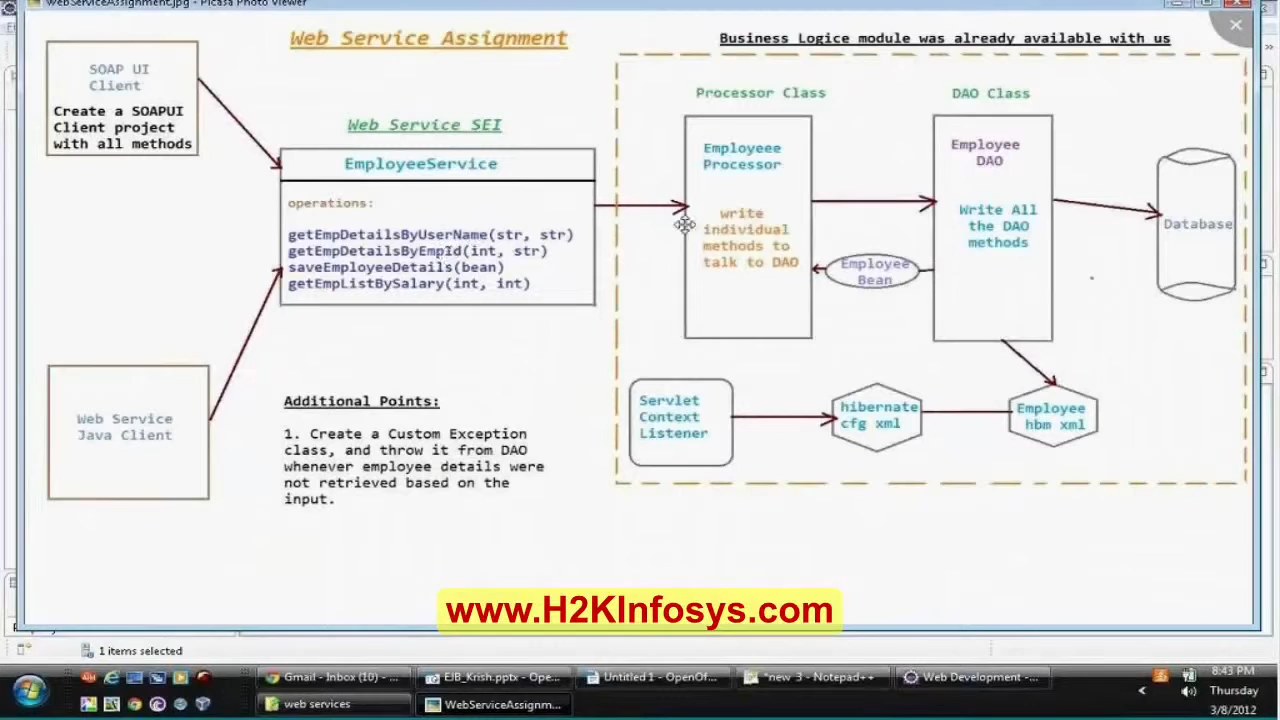 WebServiceAssignment.jpg - Picasa Photo Viewer
Web Service Assignment
Business Logice module was already available with us
SOAP UI
Client
Create a SOAPUI
Client project
with all methods
Web Service SEI
EmployeeService
operations:
getEmpDetailsByUserName(str, str)
getEmpDetailsByEmpId(int, str)
saveEmployeeDetails(bean)
getEmpListBySalary(int, int)
Processor Class
Employeee
Processor
write
individual
methods to
talk to DAO
DAO Class
Employee
DAO
Write All
the DAO
methods
Database
Employee
Bean
Web Service
Java Client
Additional Points:
1. Create a Custom Exception
class, and throw it from DAO
whenever employee details were
not retrieved based on the
input.
Servlet
Context
Listener
hibernate
cfg xml
Employee
hbm xml
www.H2KInfosys.com
1 items selected
Gmail - Inbox (10) - ...
EJB_Krish.pptx - Ope...
Untitled 1 - OpenOf...
*new 3 - Notepad++
Web Development -...
web services
WebServiceAssignm...
8:43 PM
Thursday
3/8/2012